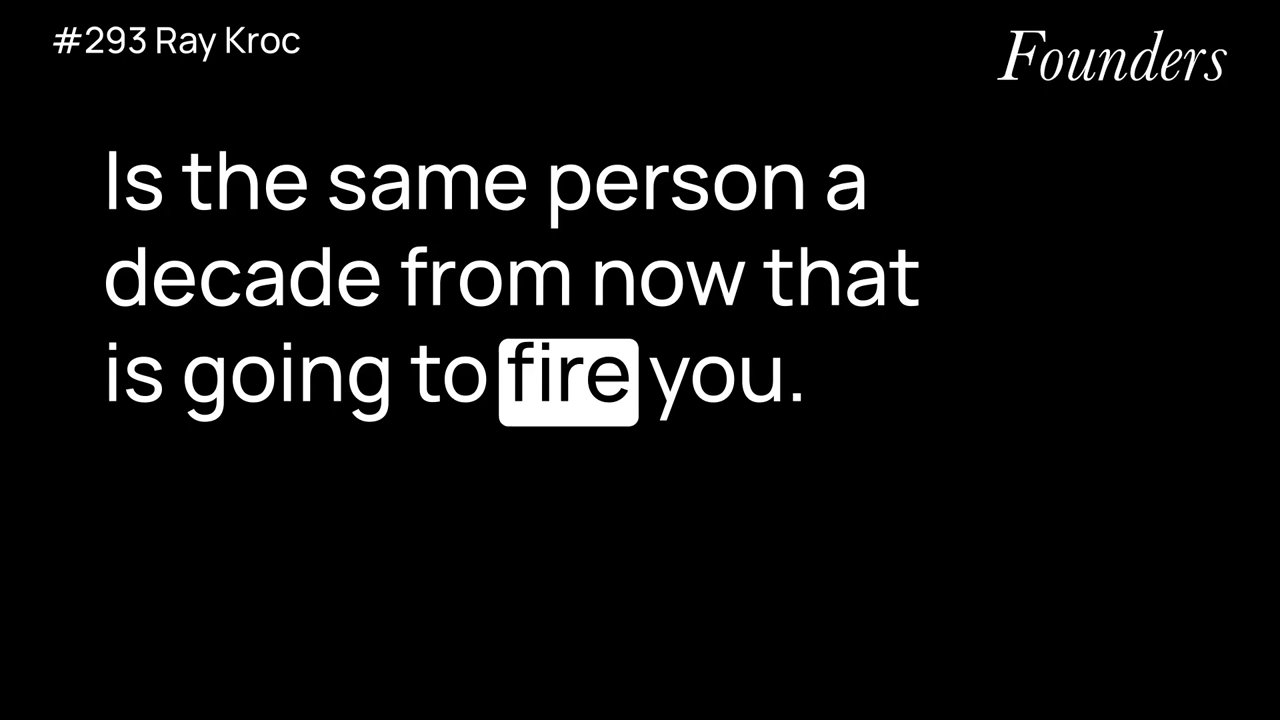 #293 Ray Kroc
Founders
Is the same person a
decade from now that
is going to fire you.